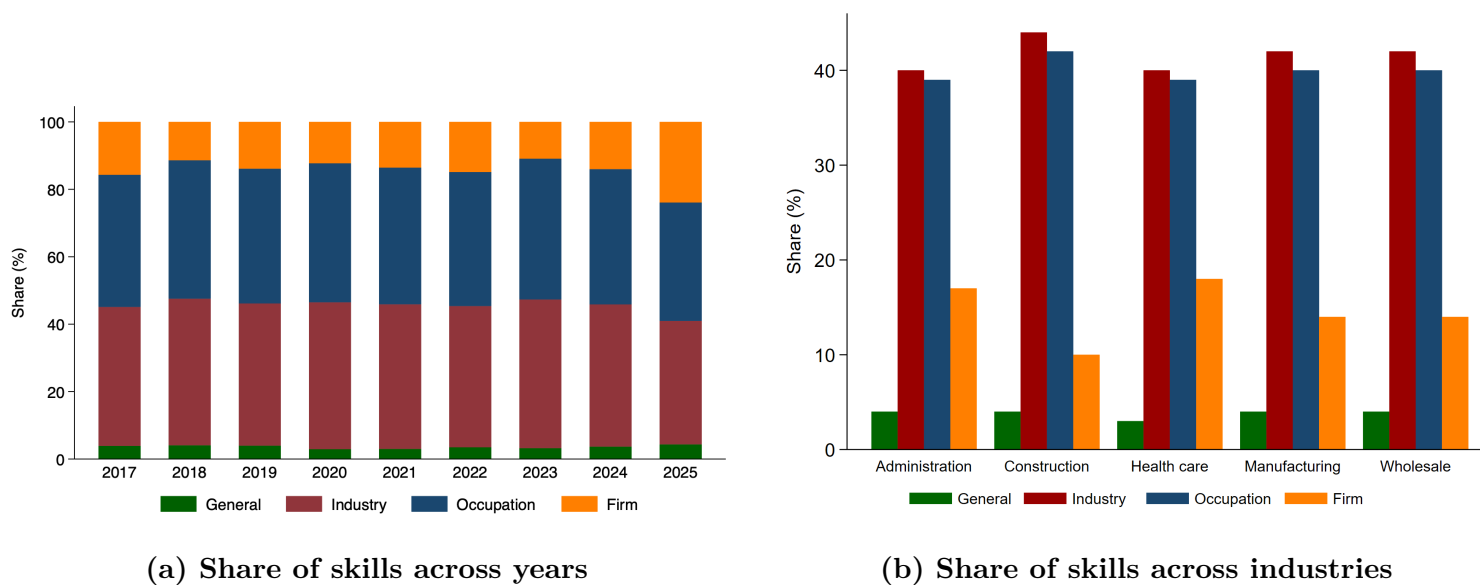 Share (%)
100
80
60
40
20
0
2017 2018 2019 2020 2021 2022 2023 2024 2025
General Industry Occupation Firm
(a) Share of skills across years
Share (%)
40
30
20
10
0
Administration Construction Health care Manufacturing Wholesale
General Industry Occupation Firm
(b) Share of skills across industries